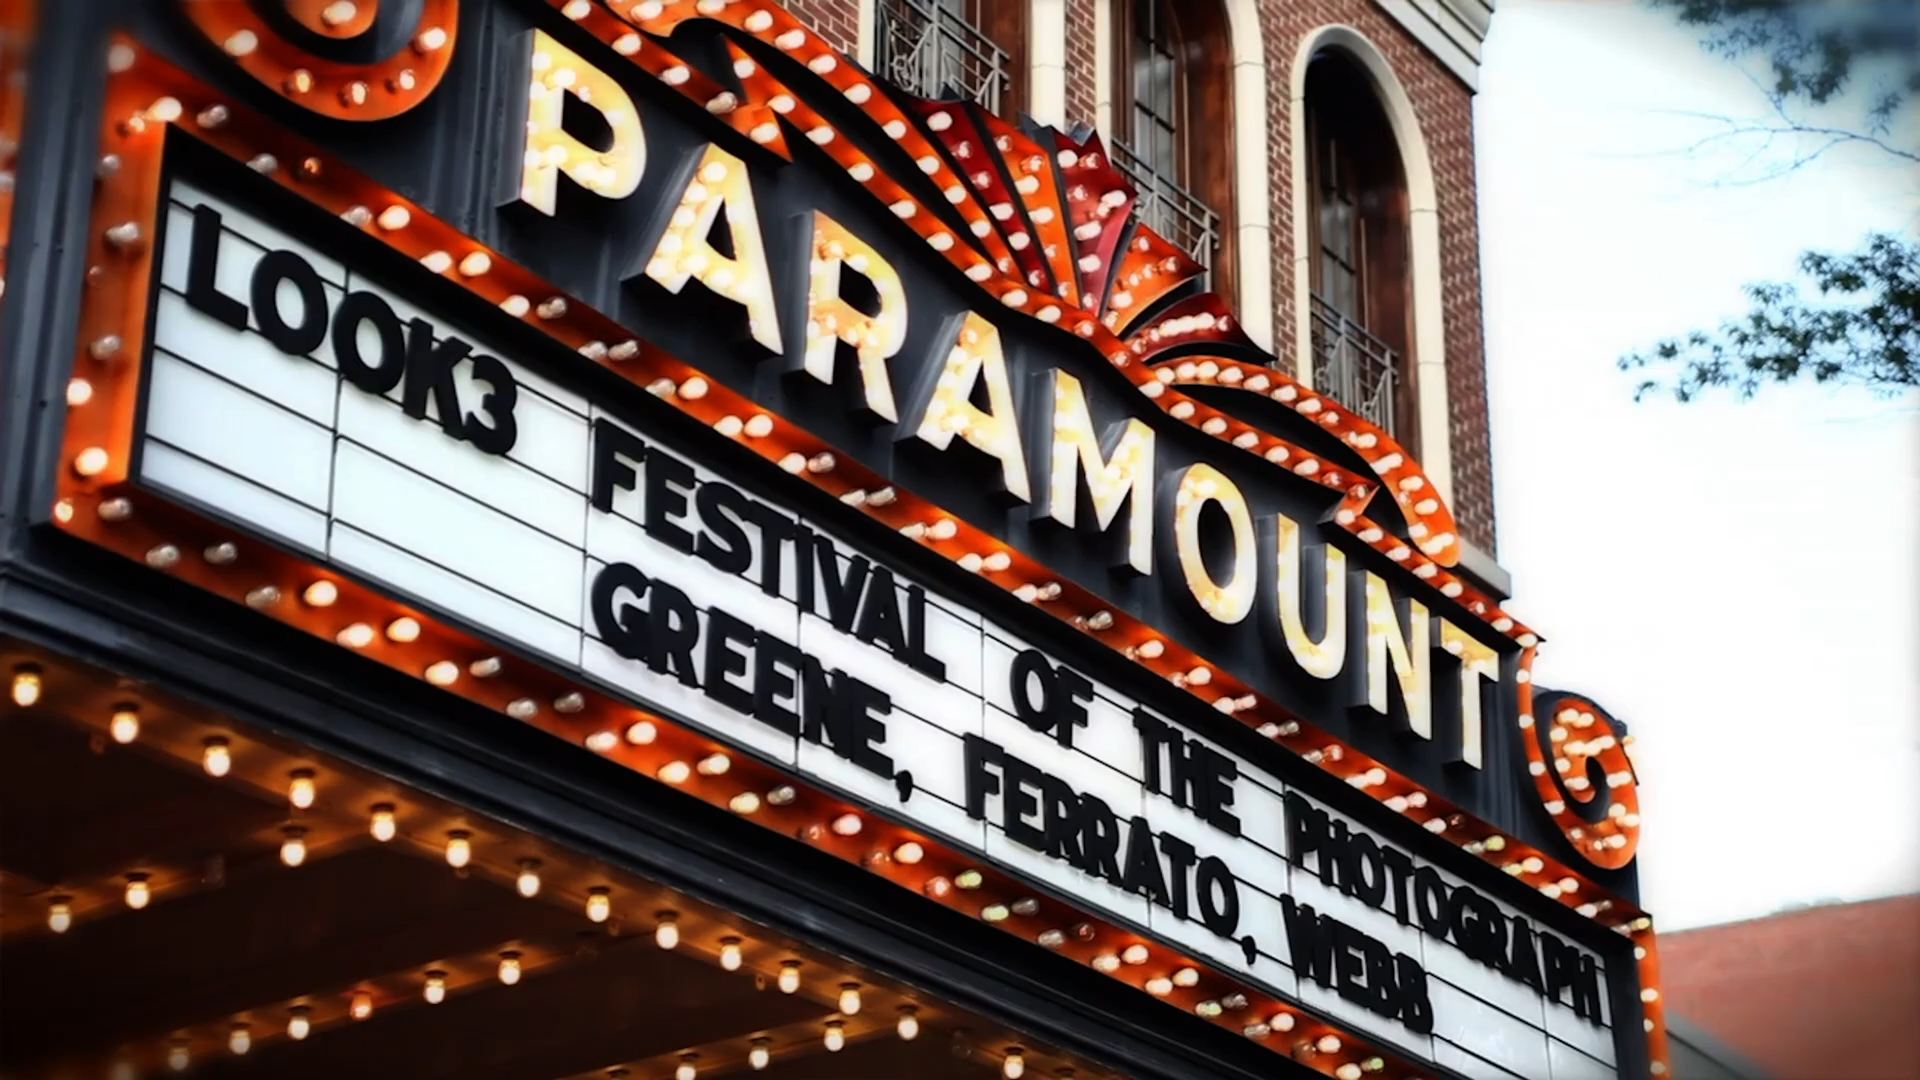 PARAMOUNT
LOOK3 FESTIVAL OF THE PHOTOGRAPH
GREENE, FERRATO, WEBB